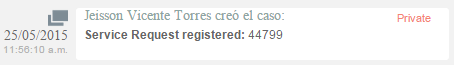 Jeisson Vicente Torres creó el caso:
Private
25/05/2015
Service Request registered: 44799
11:56:10 a.m.